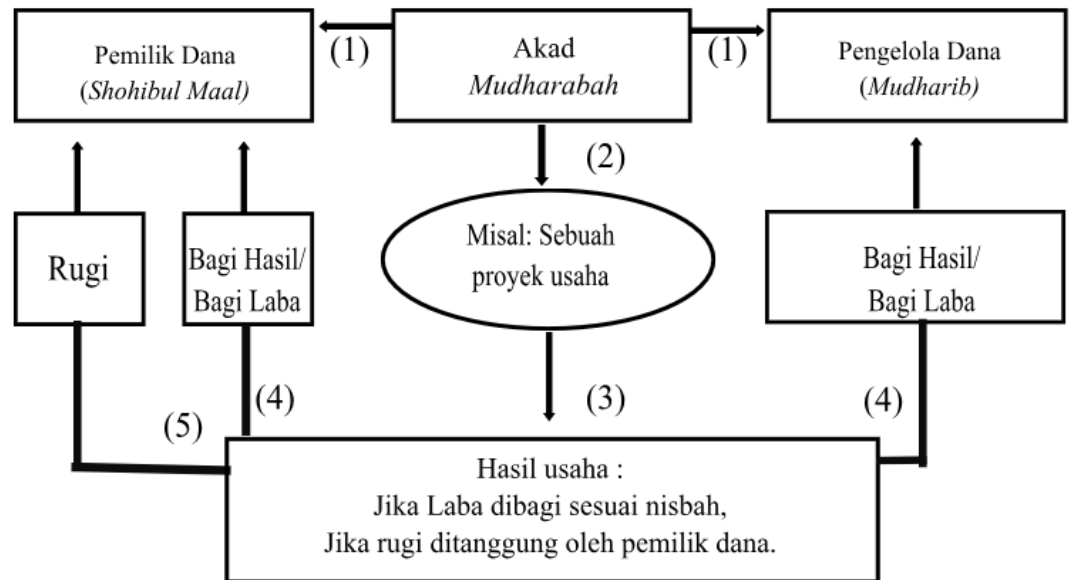 Pemilik Dana
(Shohibul Maal)
(1)
Akad
Mudharabah
(1)
Pengelola Dana
(Mudharib)
(2)
Rugi
Bagi Hasil/
Bagi Laba
Misal: Sebuah
proyek usaha
Bagi Hasil/
Bagi Laba
(5)
(4)
(3)
(4)
Hasil usaha :
Jika Laba dibagi sesuai nisbah,
Jika rugi ditanggung oleh pemilik dana.